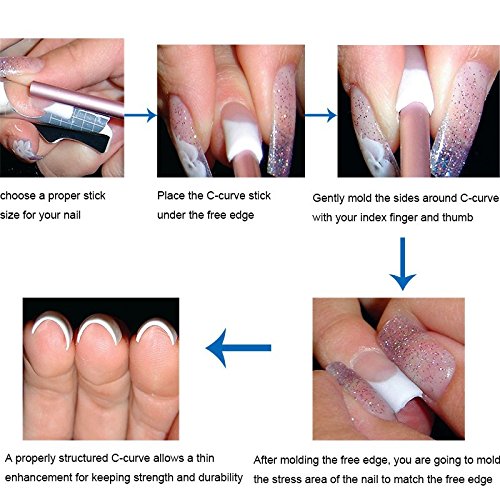 choose a proper stick
size for your nail
Place the C-curve stick
under the free edge
Gently mold the sides around C-curve
with your index finger and thumb
After molding the free edge, you are going to mold
the stress area of the nail to match the free edge
A properly structured C-curve allows a thin
enhancement for keeping strength and durability